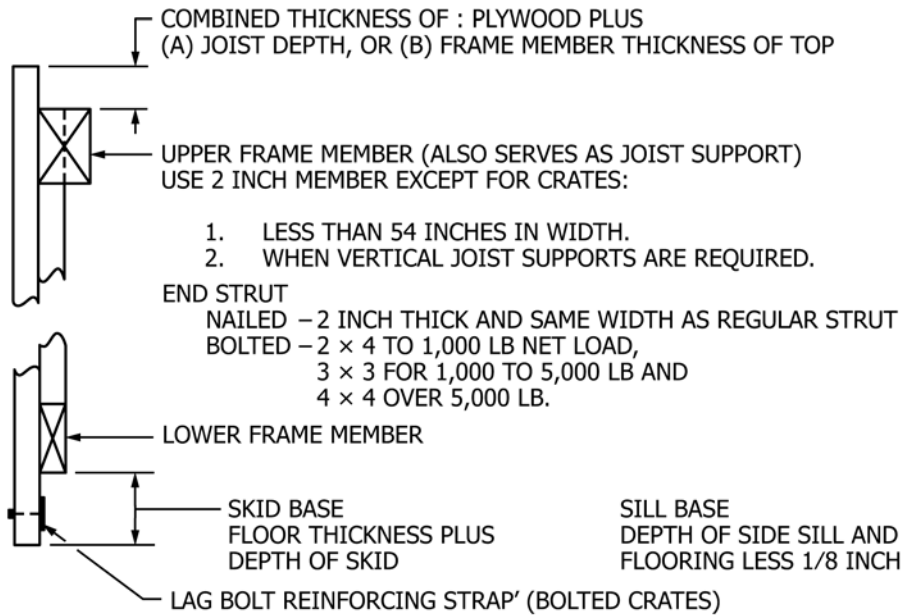 COMBINED THICKNESS OF : PLYWOOD PLUS
(A) JOIST DEPTH, OR (B) FRAME MEMBER THICKNESS OF TOP
UPPER FRAME MEMBER (ALSO SERVES AS JOIST SUPPORT)
USE 2 INCH MEMBER EXCEPT FOR CRATES:
1. LESS THAN 54 INCHES IN WIDTH.
2. WHEN VERTICAL JOIST SUPPORTS ARE REQUIRED.
END STRUT
NAILED – 2 INCH THICK AND SAME WIDTH AS REGULAR STRUT
BOLTED – 2 × 4 TO 1,000 LB NET LOAD,
3 × 3 FOR 1,000 TO 5,000 LB AND
4 × 4 OVER 5,000 LB.
LOWER FRAME MEMBER
SKID BASE
FLOOR THICKNESS PLUS
DEPTH OF SKID
SILL BASE
DEPTH OF SIDE SILL AND
FLOORING LESS 1/8 INCH
LAG BOLT REINFORCING STRAP' (BOLTED CRATES)